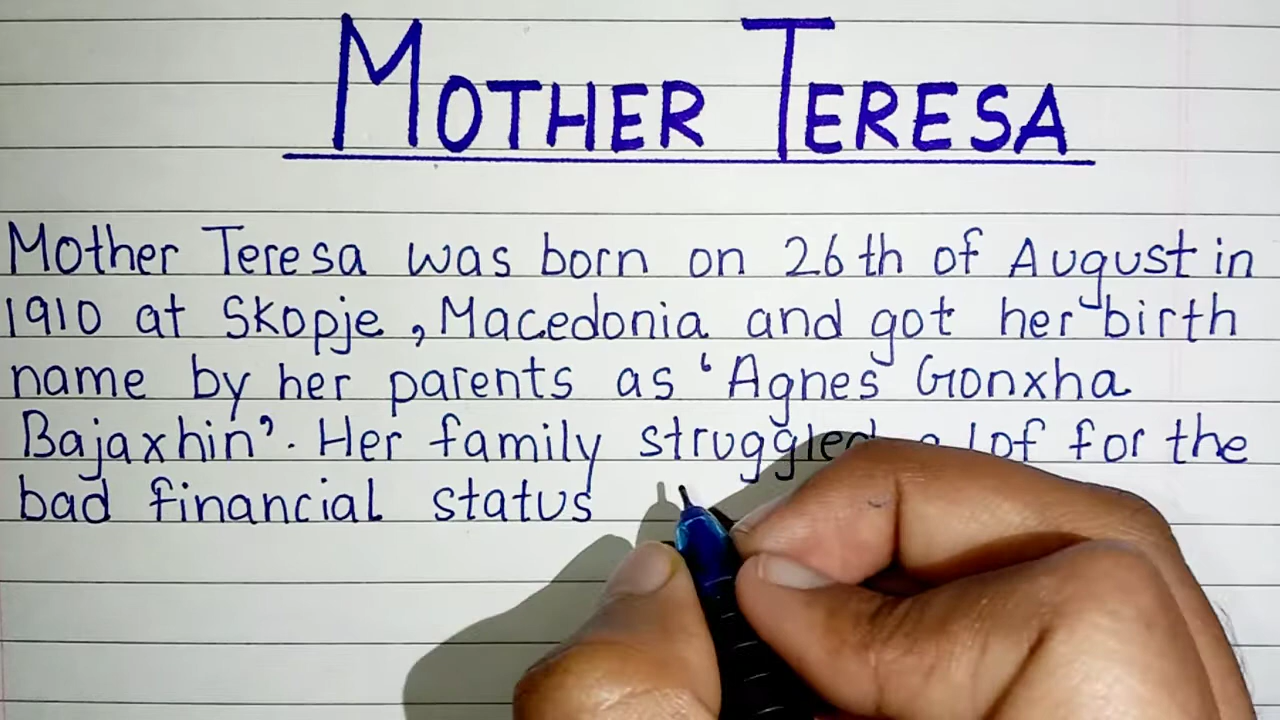 MOTHER TERESA
Mother Teresa was born on 26th of August in
1910 at Skopje, Macedonia and got her birth
name by her parents as ‘Agnes Gonxha
Bajaxhin’. Her family struggled a lof for the
bad financial status